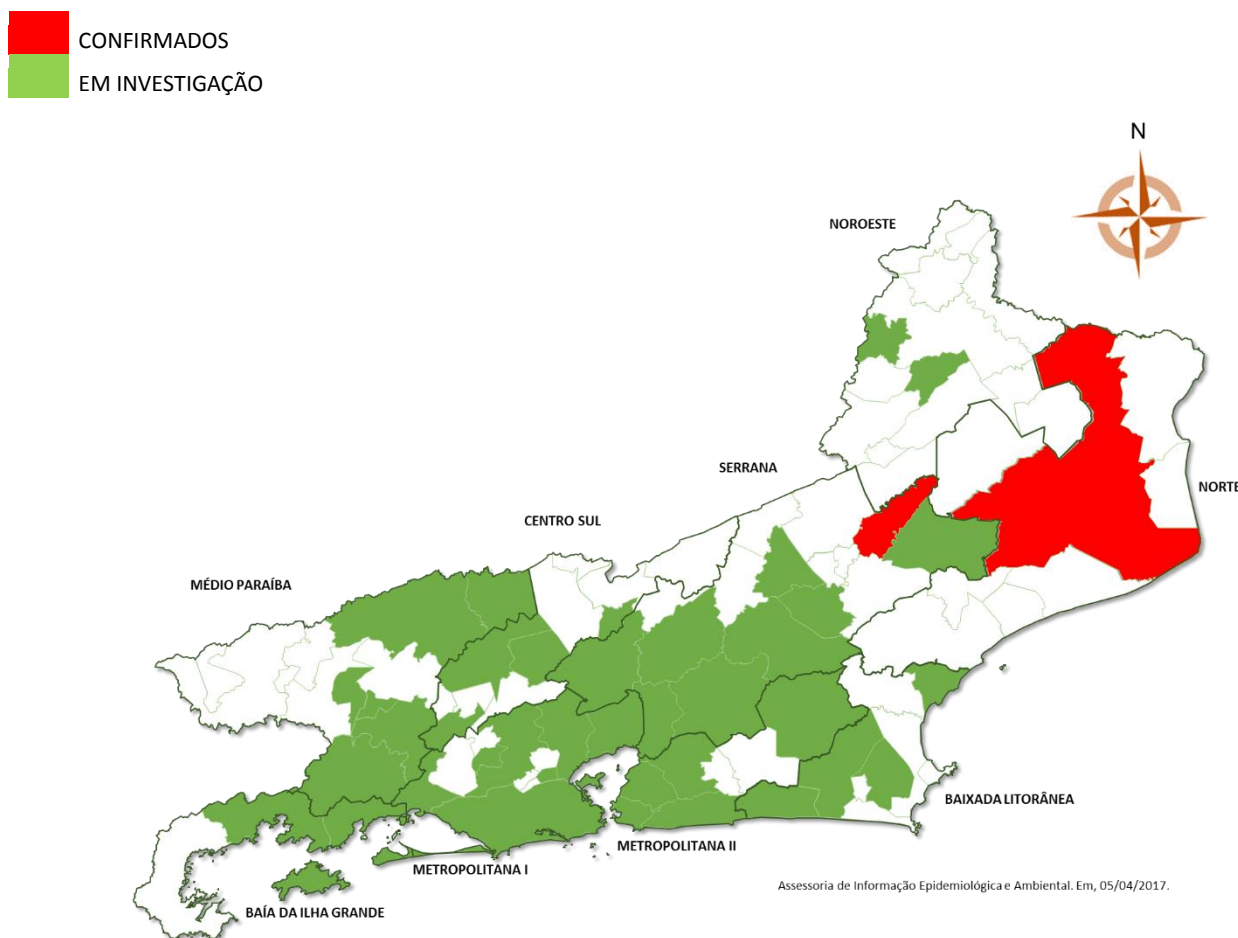 CONFIRMADOS
EM INVESTIGAÇÃO
N
NOROESTE
SERRANA
NORTE
CENTRO SUL
MÉDIO PARAÍBA
BAIXADA LITORÂNEA
METROPOLITANA II
METROPOLITANA I
Assessoria de Informação Epidemiológica e Ambiental. Em, 05/04/2017.
BAÍA DA ILHA GRANDE